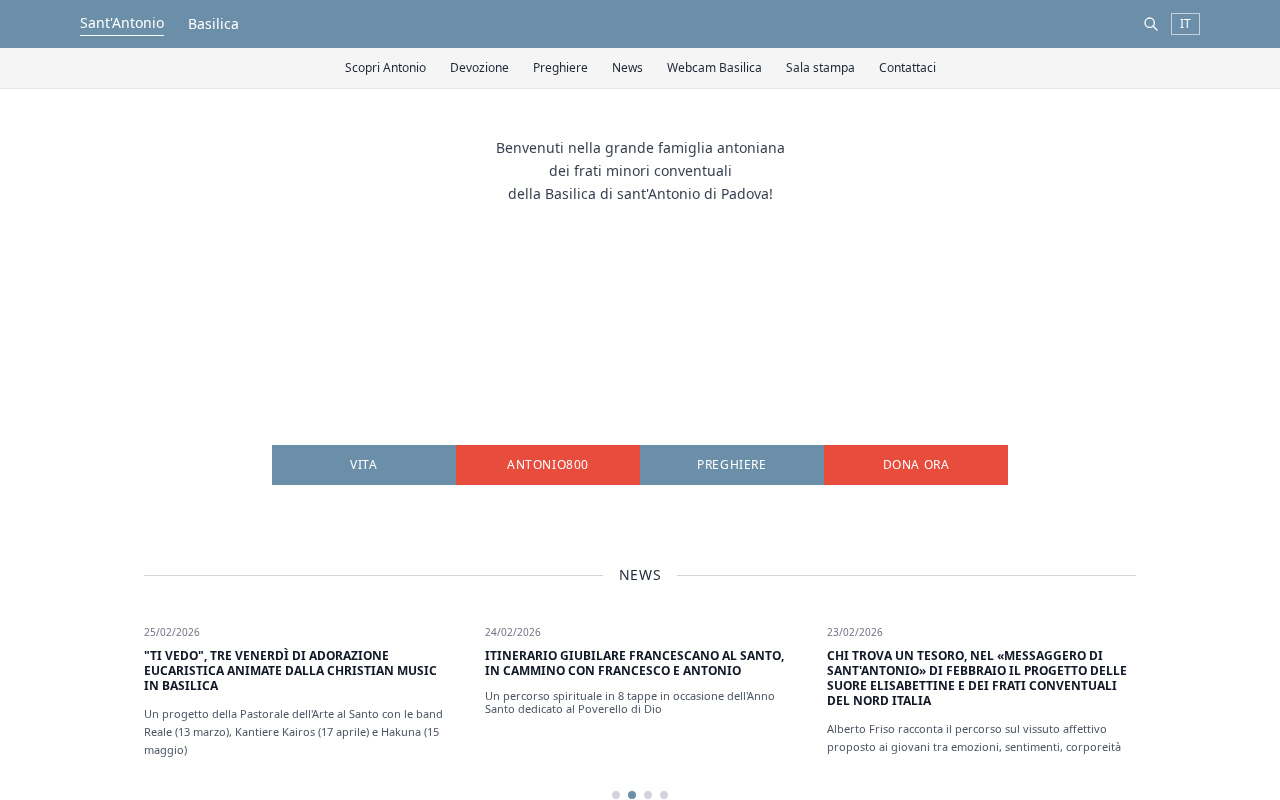 Sant'Antonio Basilica IT
Scopri Antonio Devozione Preghiere News Webcam Basilica Sala stampa Contattaci
Benvenuti nella grande famiglia antoniana
dei frati minori conventuali
della Basilica di sant'Antonio di Padova!
VITA ANTONIO800 PREGHIERE DONA ORA
NEWS
25/02/2026
"TI VEDO", TRE VENERDÌ DI ADORAZIONE
EUCARISTICA ANIMATE DALLA CHRISTIAN MUSIC
IN BASILICA
Un progetto della Pastorale dell'Arte al Santo con le band
Reale (13 marzo), Kantiere Kairos (17 aprile) e Hakuna (15
maggio)
24/02/2026
ITINERARIO GIUBILARE FRANCESCANO AL SANTO,
IN CAMMINO CON FRANCESCO E ANTONIO
Un percorso spirituale in 8 tappe in occasione dell'Anno
Santo dedicato al Poverello di Dio
23/02/2026
CHI TROVA UN TESORO, NEL «MESSAGGERO DI
SANT'ANTONIO» DI FEBBRAIO IL PROGETTO DELLE
SUORE ELISABETTINE E DEI FRATI CONVENTUALI
DEL NORD ITALIA
Alberto Friso racconta il percorso sul vissuto affettivo
proposto ai giovani tra emozioni, sentimenti, corporeità